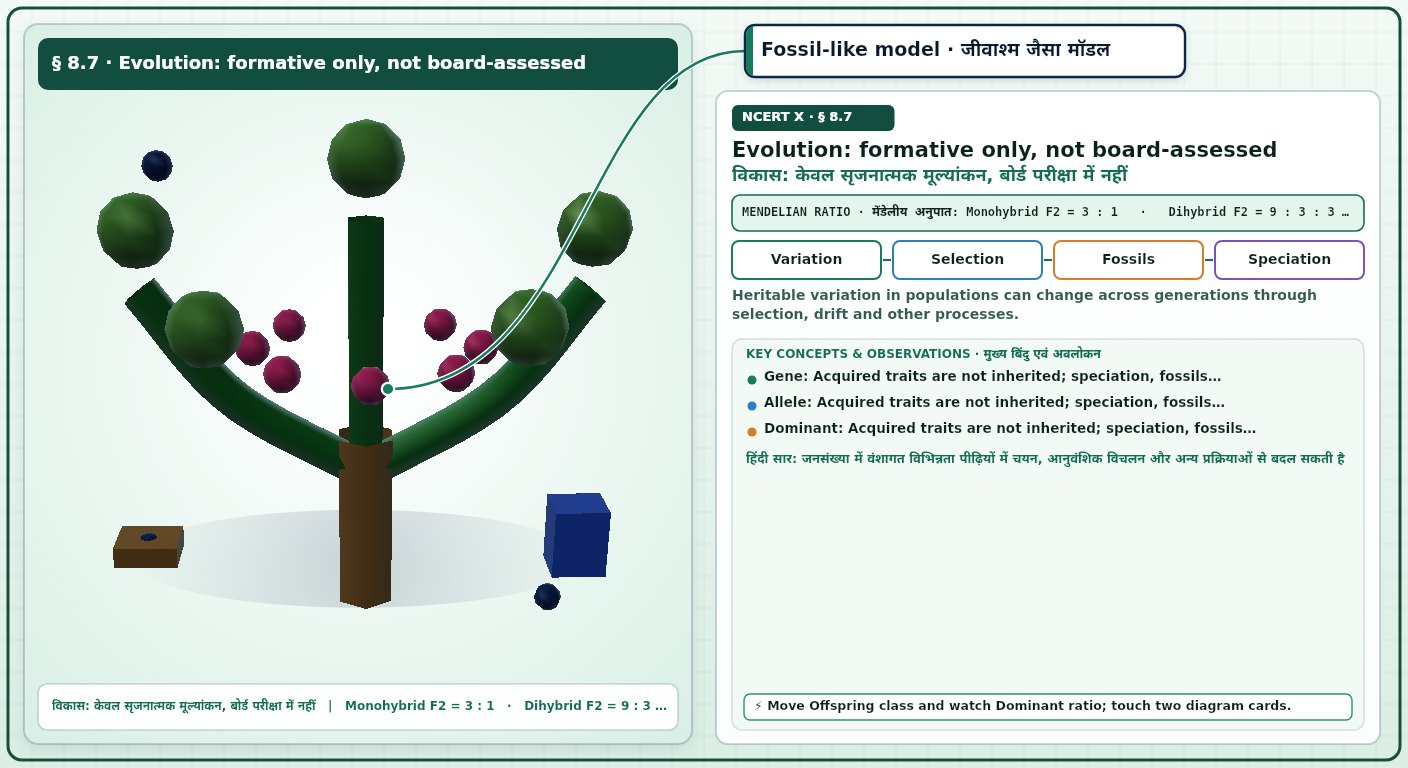 § 8.7 · Evolution: formative only, not board-assessed
Fossil-like model · जीवाश्म जैसा मॉडल
NCERT X · § 8.7
Evolution: formative only, not board-assessed
विकास: केवल सृजनात्मक मूल्यांकन, बोर्ड परीक्षा में नहीं
MENDELIAN RATIO · मेंडेलीय अनुपात: Monohybrid F2 = 3 : 1 · Dihybrid F2 = 9 : 3 : 3 …
Variation
Selection
Fossils
Speciation
Heritable variation in populations can change across generations through
selection, drift and other processes.
KEY CONCEPTS & OBSERVATIONS · मुख्य बिंदु एवं अवलोकन
Gene: Acquired traits are not inherited; speciation, fossils…
Allele: Acquired traits are not inherited; speciation, fossils…
Dominant: Acquired traits are not inherited; speciation, fossils…
हिंदी सार: जनसंख्या में वंशागत विभिन्नता पीढ़ियों में चयन, आनुवंशिक विचलन और अन्य प्रक्रियाओं से बदल सकती है
⚡ Move Offspring class and watch Dominant ratio; touch two diagram cards.
विकास: केवल सृजनात्मक मूल्यांकन, बोर्ड परीक्षा में नहीं | Monohybrid F2 = 3 : 1 · Dihybrid F2 = 9 : 3 …